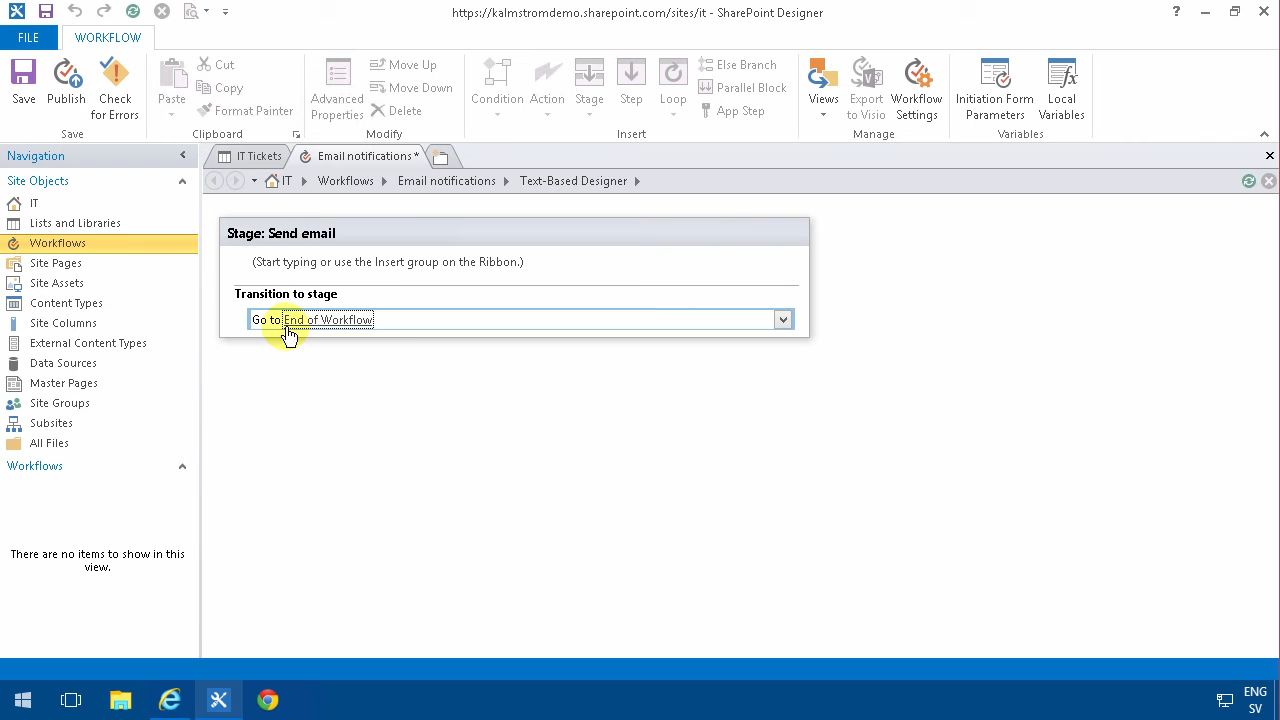 https://kalmstromdemo.sharepoint.com/sites/it - SharePoint Designer
FILE
WORKFLOW
Save
Publish
Check for Errors
Save
Paste
Cut
Copy
Format Painter
Clipboard
Advanced Properties
Move Up
Move Down
Delete
Modify
Condition
Action
Stage
Step
Loop
Else Branch
Parallel Block
App Step
Insert
Views
Export to Visio
Workflow Settings
Manage
Initiation Form Parameters
Local Variables
Variables
Navigation
Site Objects
IT
Lists and Libraries
Workflows
Site Pages
Site Assets
Content Types
Site Columns
External Content Types
Data Sources
Master Pages
Site Groups
Subsites
All Files
Workflows
There are no items to show in this
view.
IT Tickets
Email notifications *
IT
Workflows
Email notifications
Text-Based Designer
Stage: Send email
(Start typing or use the Insert group on the Ribbon.)
Transition to stage
Go to End of Workflow
ENG
SV